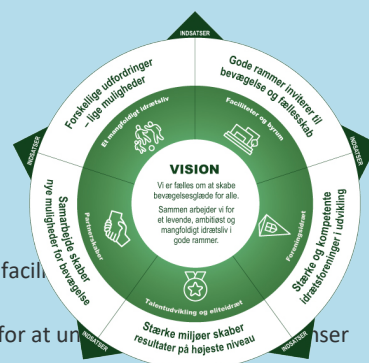 INDSATSER
Forskellige udfordringer
– lige muligheder
Gode rammer inviterer til
bevægelse og fællesskab
INDSATSER
Et mangfoldigt idrætsliv
Faciliteter og byrum
INDSATSER
VISION
Vi er fælles om at skabe
bevægelsesglæde for alle.
Sammen arbejder vi for
et levende, ambitiøst og
mangfoldigt idrætsliv i
gode rammer.
Samarbejde skaber
nye muligheder for bevægelse
Partnerskaber
Foreningsidræt
Stærke og kompetente
idrætsforeninger i udvikling
Talentudvikling og eliteidræt
Stærke miljøer skaber
resultater på højeste niveau
INDSATSER
INDSATSER
for at